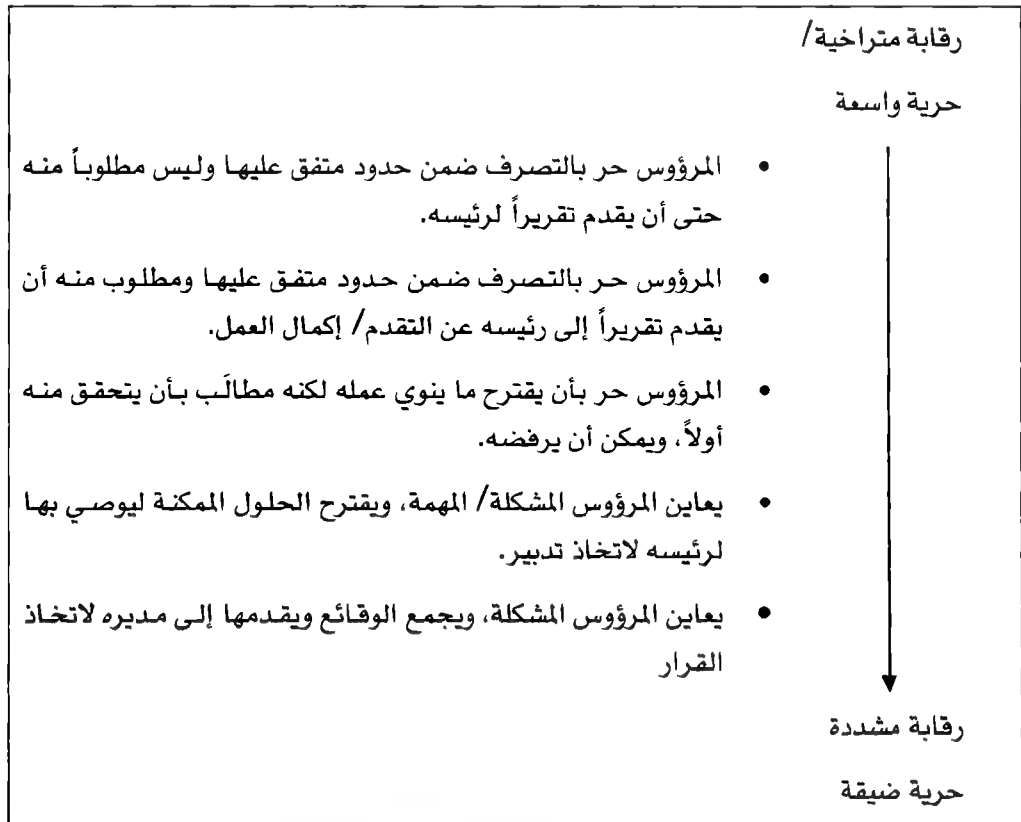 رقابة متراخية/
حرية واسعة
• المرؤوس حر بالتصرف ضمن حدود متفق عليها وليس مطلوباً منه
حتى أن يقدم تقريراً لرئيسه.
• المرؤوس حر بالتصرف ضمن حدود متفق عليها ومطلوب منه أن
يقدم تقريراً إلى رئيسه عن التقدم/ إكمال العمل.
• المرؤوس حر بأن يقترح ما ينوي عمله لكنه مطالَب بأن يتحقق منه
أولاً، ويمكن أن يرفضه.
• يعاين المرؤوس المشكلة/ المهمة، ويقترح الحلول الممكنة ليوصي بها
لرئيسه لاتخاذ تدبير.
• يعاين المرؤوس المشكلة، ويجمع الوقائع ويقدمها إلى مديره لاتخاذ
القرار
رقابة مشددة
حرية ضيقة